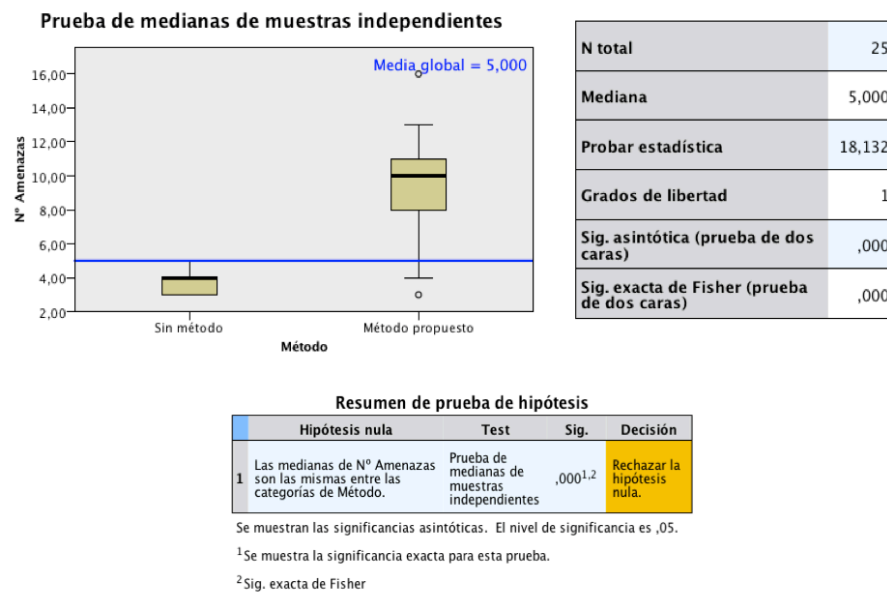 Prueba de medianas de muestras independientes
Media global = 5,000
16,00
14,00
12,00
10,00
8,00
6,00
4,00
2,00
Nº Amenazas
Sin método
Método propuesto
Método
N total 25
Mediana 5,000
Probar estadística 18,132
Grados de libertad 1
Sig. asintótica (prueba de dos
caras) ,000
Sig. exacta de Fisher (prueba
de dos caras) ,000
Resumen de prueba de hipótesis
Hipótesis nula Test Sig. Decisión
1
Las medianas de Nº Amenazas
son las mismas entre las
categorías de Método.
Prueba de
medianas de
muestras
independientes
,000¹,²
Rechazar la
hipótesis
nula.
Se muestran las significancias asintóticas. El nivel de significancia es ,05.
¹Se muestra la significancia exacta para esta prueba.
²Sig. exacta de Fisher